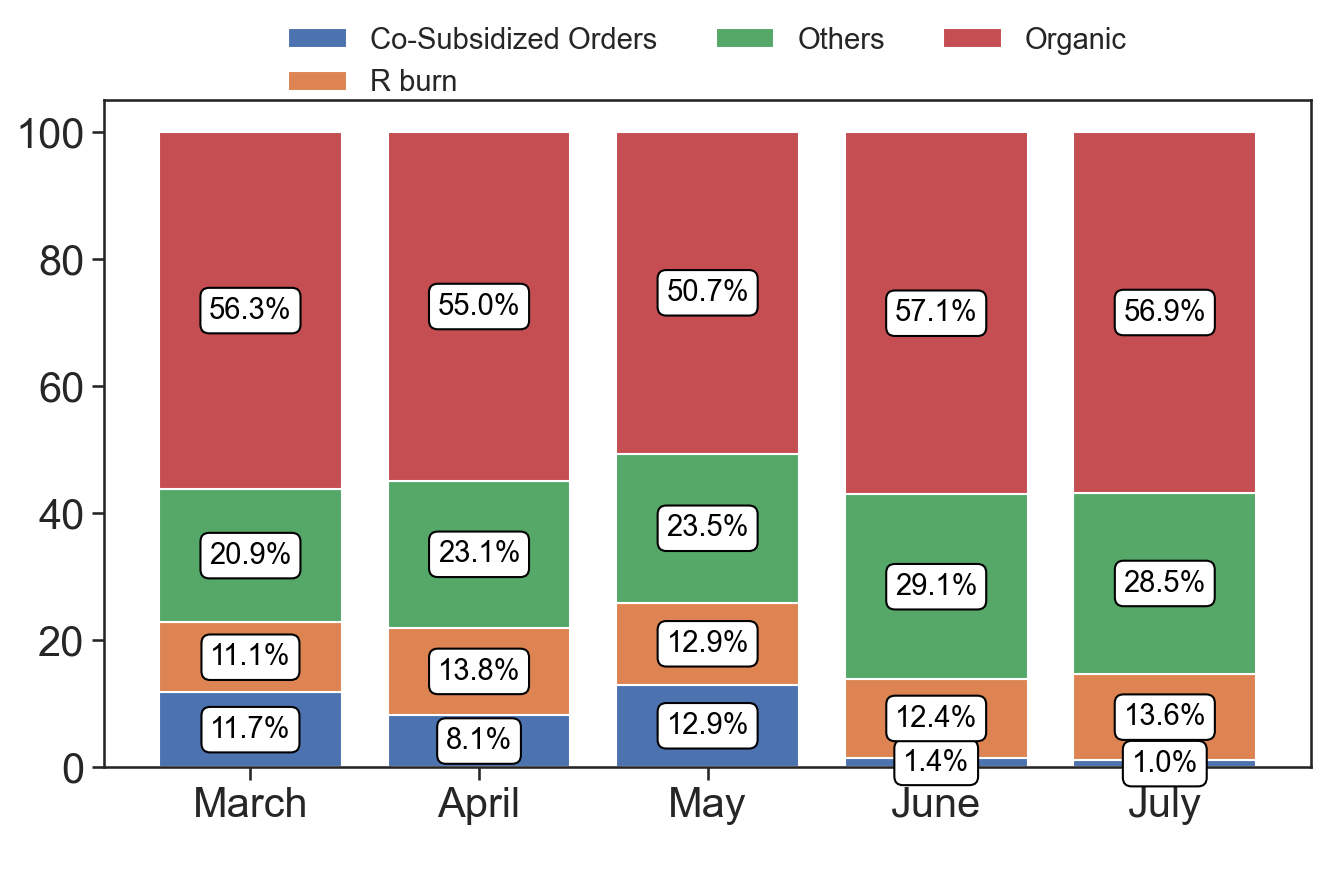 Co-Subsidized Orders Others Organic
R burn
100
80
60
40
20
0
56.3% 55.0% 50.7% 57.1% 56.9%
20.9% 23.1% 23.5% 29.1% 28.5%
11.1% 13.8% 12.9% 12.4% 13.6%
11.7% 8.1% 12.9% 1.4% 1.0%
March April May June July